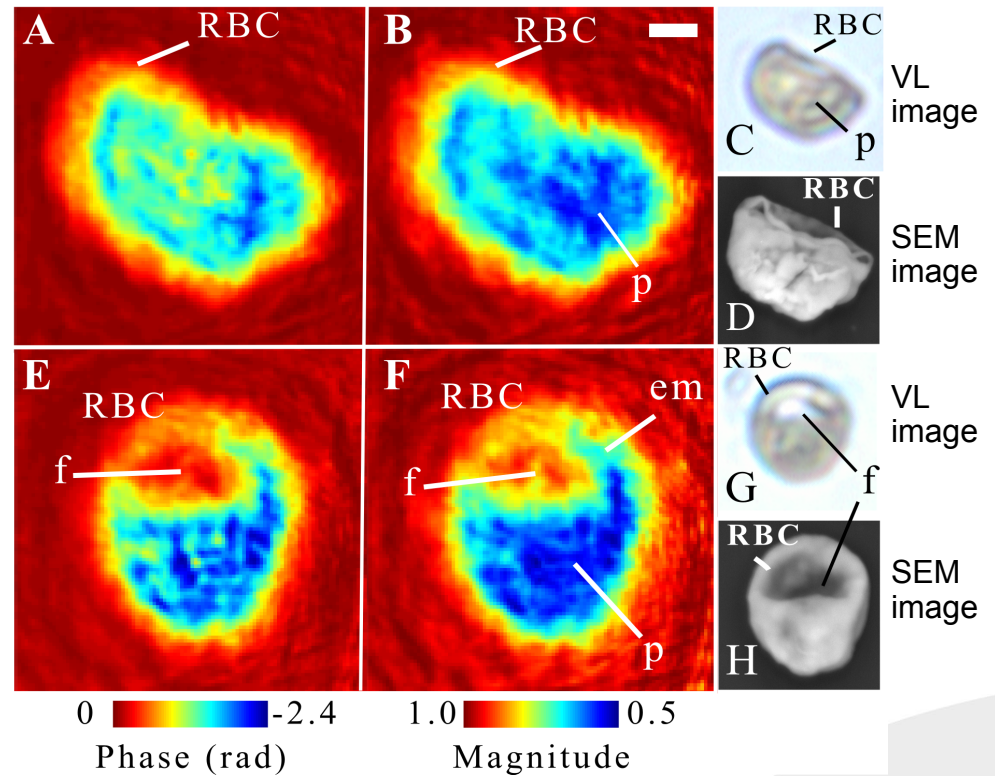 A
RBC
B
RBC
RBC
C
p
VL
image
p
RBC
D
SEM
image
E
RBC
f
F
RBC
em
f
p
RBC
G
f
VL
image
RBC
H
SEM
image
0
-2.4
Phase (rad)
1.0
0.5
Magnitude